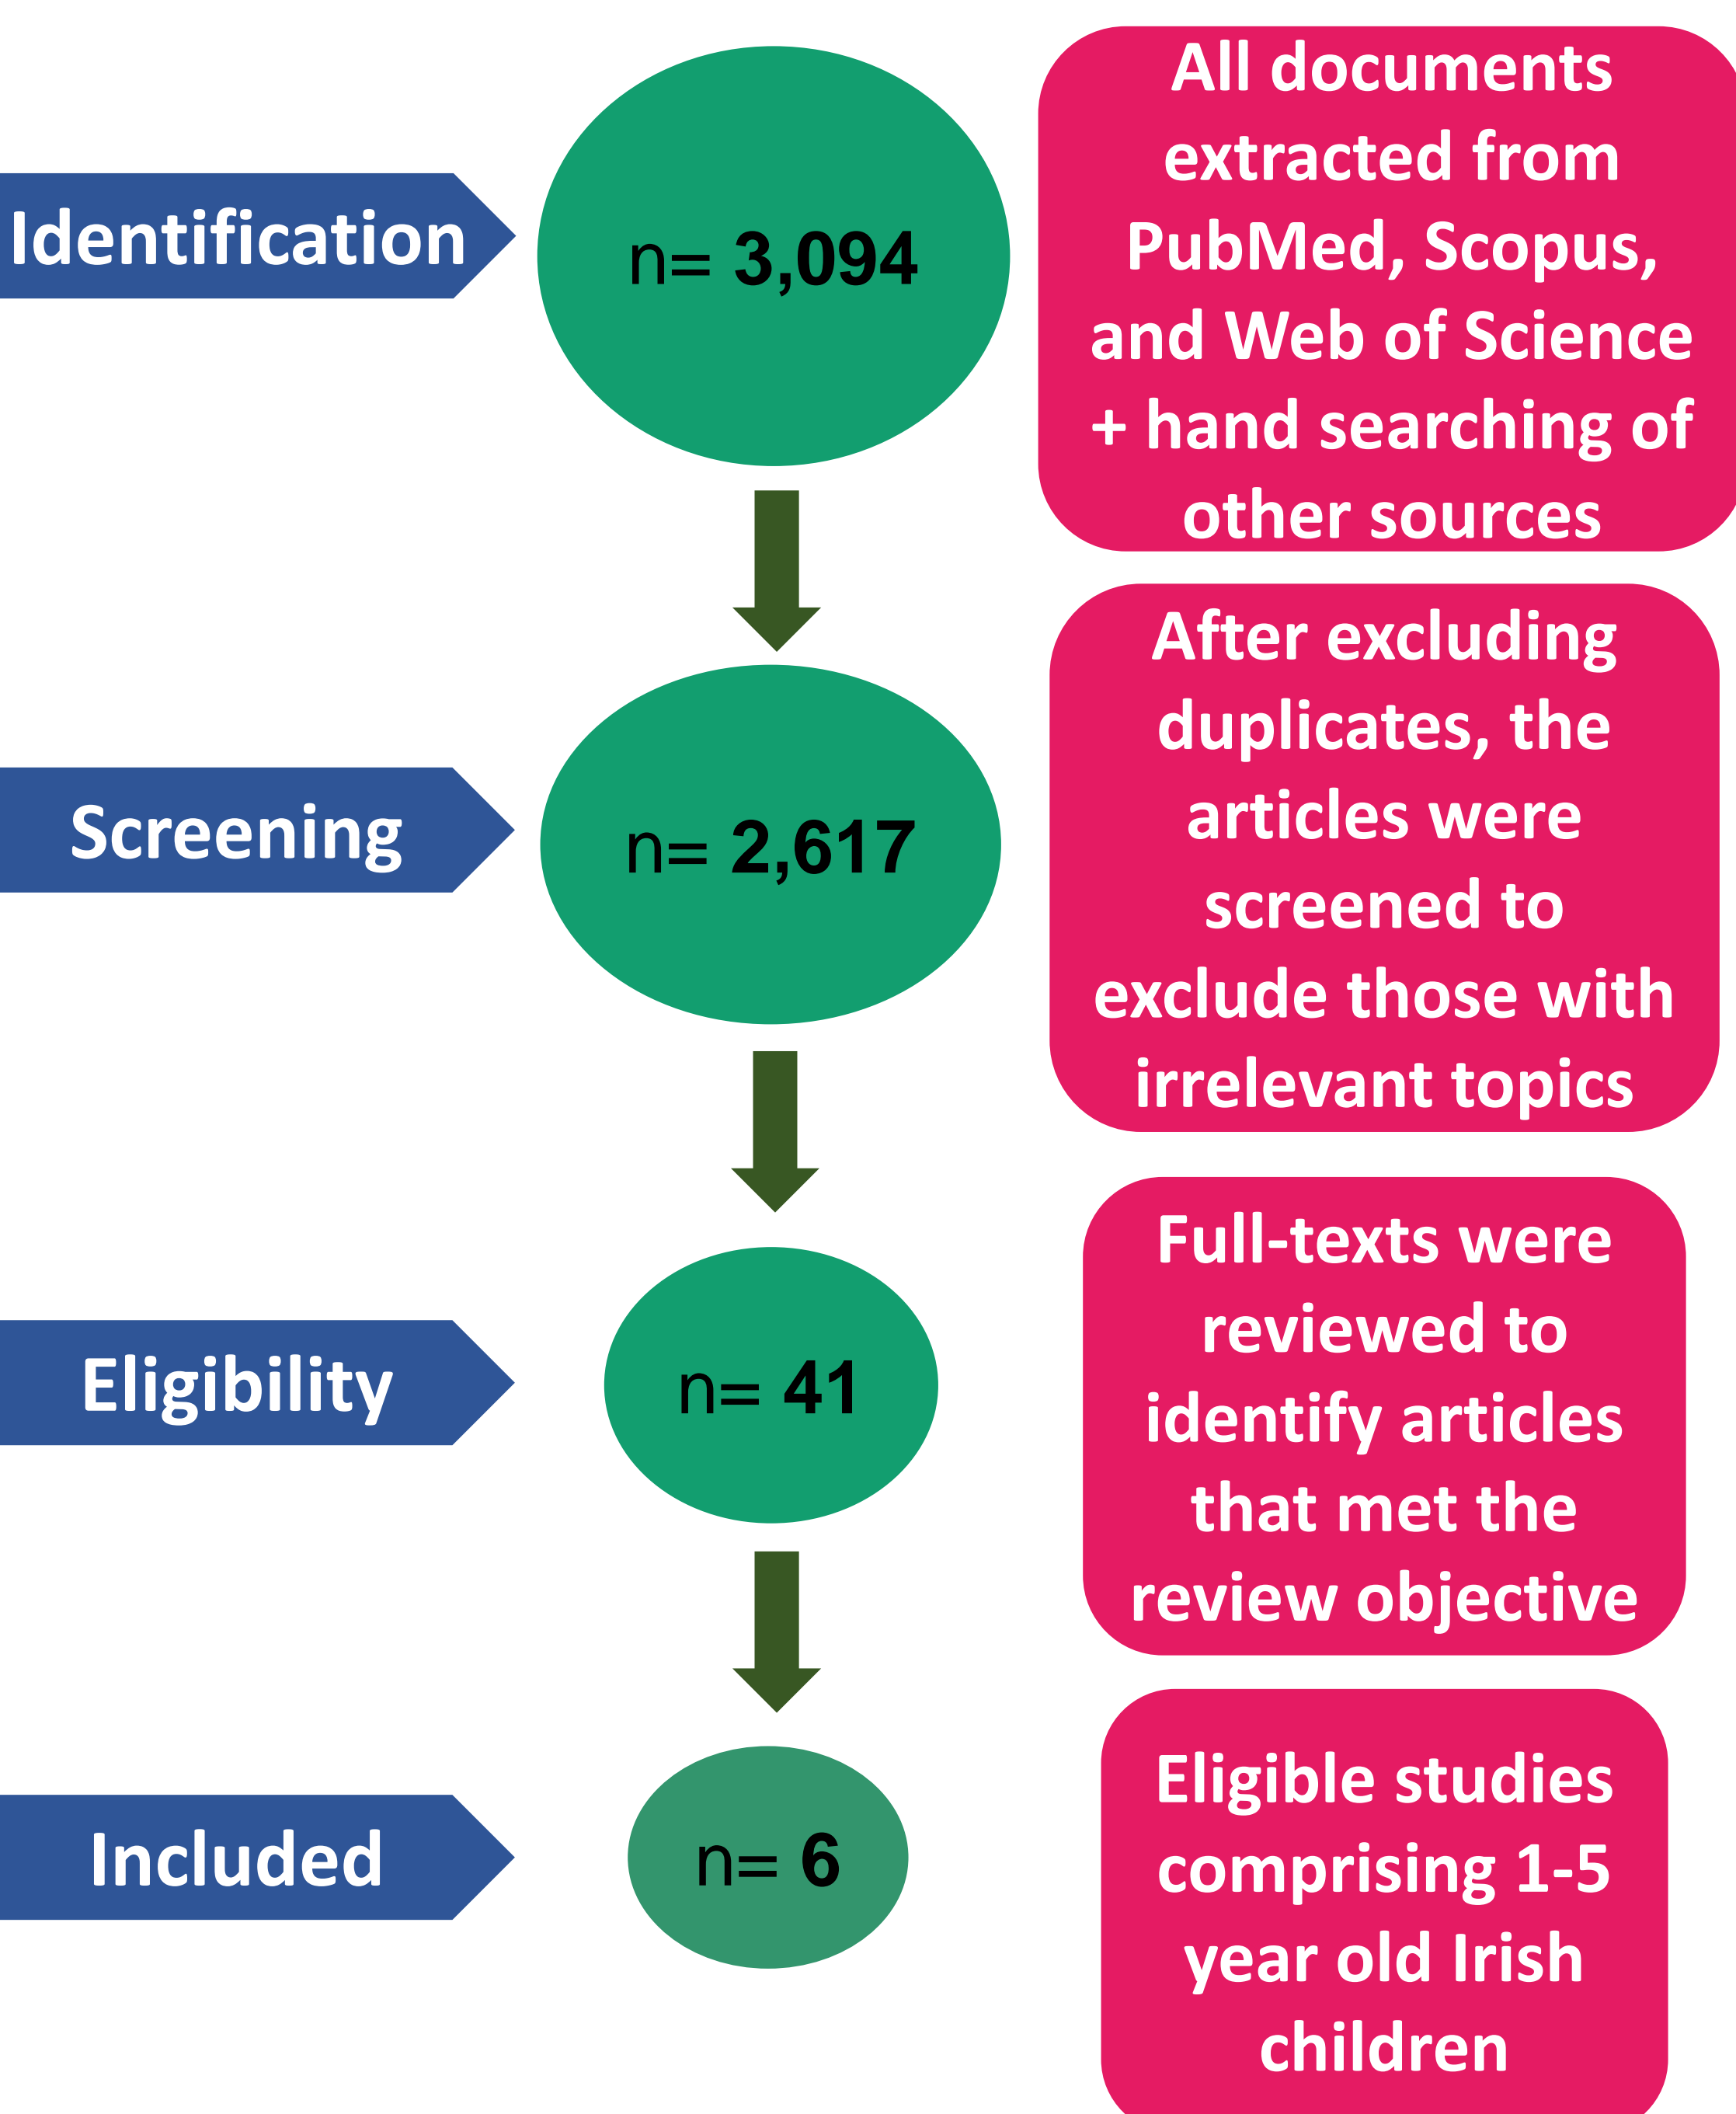 Identification
n= 3,094
All documents
extracted from
PubMed, Scopus,
and Web of Science
+ hand searching of
other sources
Screening
n= 2,617
After excluding
duplicates, the
articles were
screened to
exclude those with
irrelevant topics
Eligibility
n= 41
Full-texts were
reviewed to
identify articles
that met the
review objective
Included
n= 6
Eligible studies
comprising 1-5
year old Irish
children